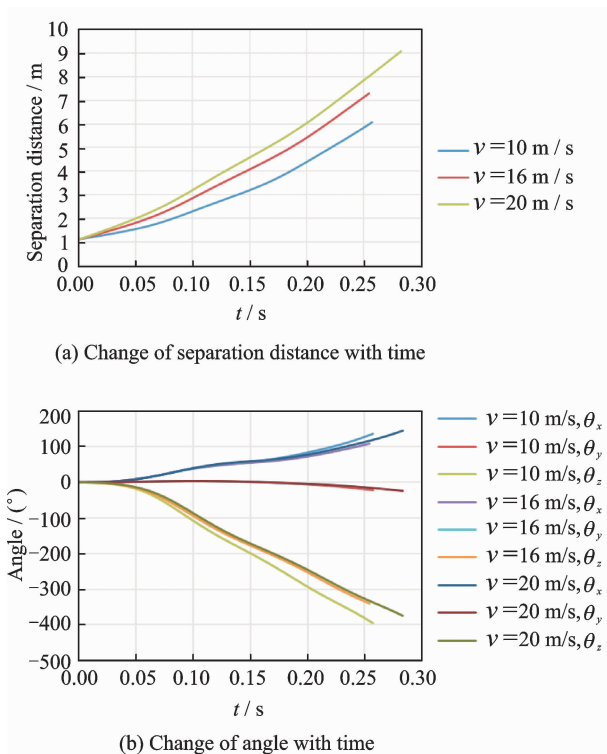 10
9
8
7
6
5
4
3
2
1
0
Separation distance / m
0.00 0.05 0.10 0.15 0.20 0.25 0.30
t / s
v=10 m / s
v=16 m / s
v=20 m / s
(a) Change of separation distance with time
200
100
0
−100
−200
−300
−400
−500
Angle / (°)
0.00 0.05 0.10 0.15 0.20 0.25 0.30
t / s
v=10 m/s, θx
v=10 m/s, θy
v=10 m/s, θz
v=16 m/s, θx
v=16 m/s, θy
v=16 m/s, θz
v=20 m/s, θx
v=20 m/s, θy
v=20 m/s, θz
(b) Change of angle with time